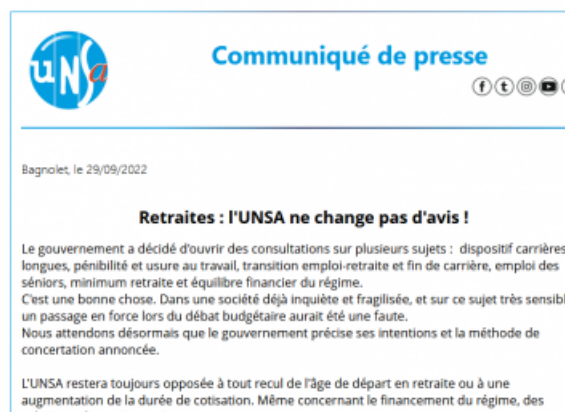 uNSa
Communiqué de presse
Bagnolet, le 29/09/2022
Retraites : l'UNSA ne change pas d'avis !
Le gouvernement a décidé d'ouvrir des consultations sur plusieurs sujets : dispositif carrières
longues, pénibilité et usure au travail, transition emploi-retraite et fin de carrière, emploi des
séniors, minimum retraite et équilibre financier du régime.
C'est une bonne chose. Dans une société déjà inquiète et fragilisée, et sur ce sujet très sensibl
un passage en force lors du débat budgétaire aurait été une faute.
Nous attendons désormais que le gouvernement précise ses intentions et la méthode de
concertation annoncée.
L'UNSA restera toujours opposée à tout recul de l'âge de départ en retraite ou à une
augmentation de la durée de cotisation. Même concernant le financement du régime, des